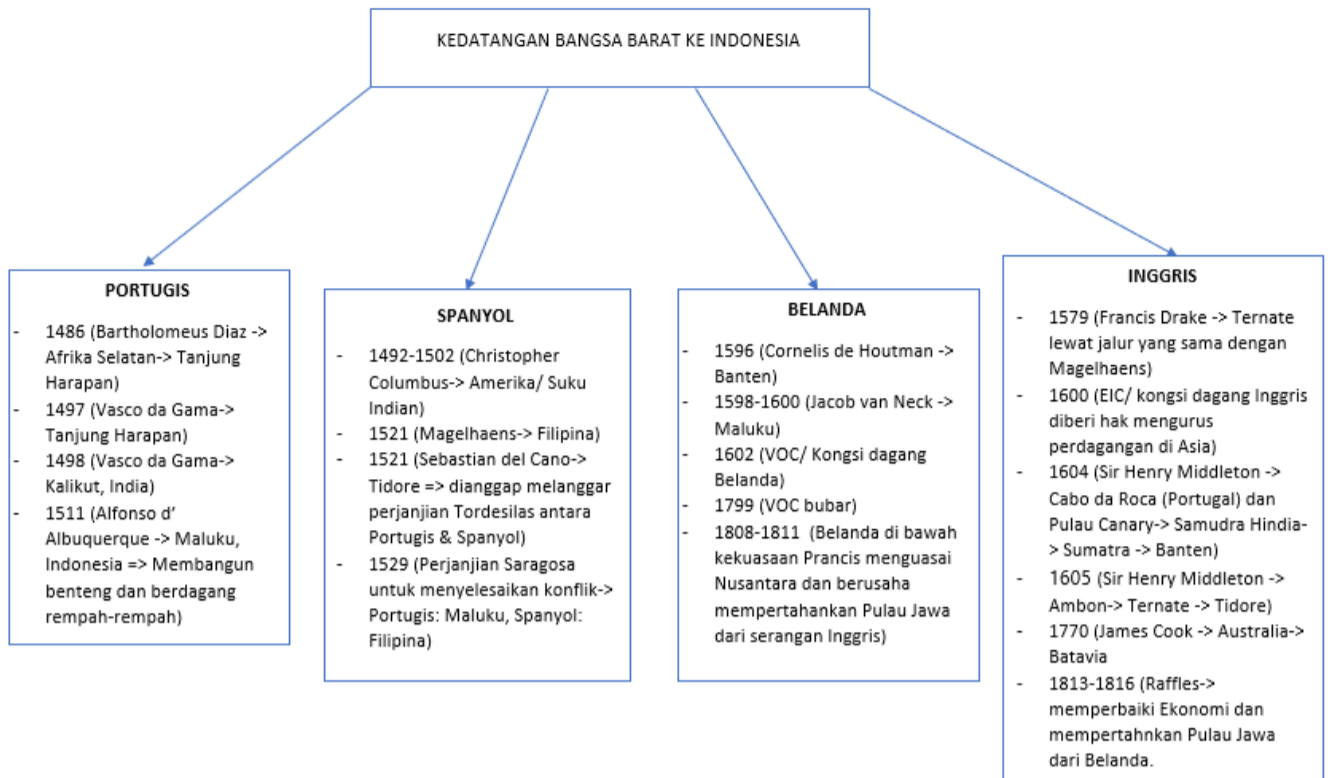 KEDATANGAN BANGSA BARAT KE INDONESIA
PORTUGIS
- 1486 (Bartholomeus Diaz ->
Afrika Selatan-> Tanjung
Harapan)
- 1497 (Vasco da Gama->
Tanjung Harapan)
- 1498 (Vasco da Gama->
Kalikut, India)
- 1511 (Alfonso d’
Albuquerque -> Maluku,
Indonesia => Membangun
benteng dan berdagang
rempah-rempah)
SPANYOL
- 1492-1502 (Christopher
Columbus-> Amerika/ Suku
Indian)
- 1521 (Magelhaens-> Filipina)
- 1521 (Sebastian del Cano->
Tidore => dianggap melanggar
perjanjian Tordesilas antara
Portugis & Spanyol)
- 1529 (Perjanjian Saragosa
untuk menyelesaikan konflik->
Portugis: Maluku, Spanyol:
Filipina)
BELANDA
- 1596 (Cornelis de Houtman ->
Banten)
- 1598-1600 (Jacob van Neck ->
Maluku)
- 1602 (VOC/ Kongsi dagang
Belanda)
- 1799 (VOC bubar)
- 1808-1811 (Belanda di bawah
kekuasaan Prancis menguasai
Nusantara dan berusaha
mempertahankan Pulau Jawa
dari serangan Inggris)
INGGRIS
- 1579 (Francis Drake -> Ternate
lewat jalur yang sama dengan
Magelhaens)
- 1600 (EIC/ kongsi dagang Inggris
diberi hak mengurus
perdagangan di Asia)
- 1604 (Sir Henry Middleton ->
Cabo da Roca (Portugal) dan
Pulau Canary-> Samudra Hindia-
> Sumatra -> Banten)
- 1605 (Sir Henry Middleton ->
Ambon-> Ternate -> Tidore)
- 1770 (James Cook -> Australia->
Batavia
- 1813-1816 (Raffles->
memperbaiki Ekonomi dan
mempertahnkan Pulau Jawa
dari Belanda.